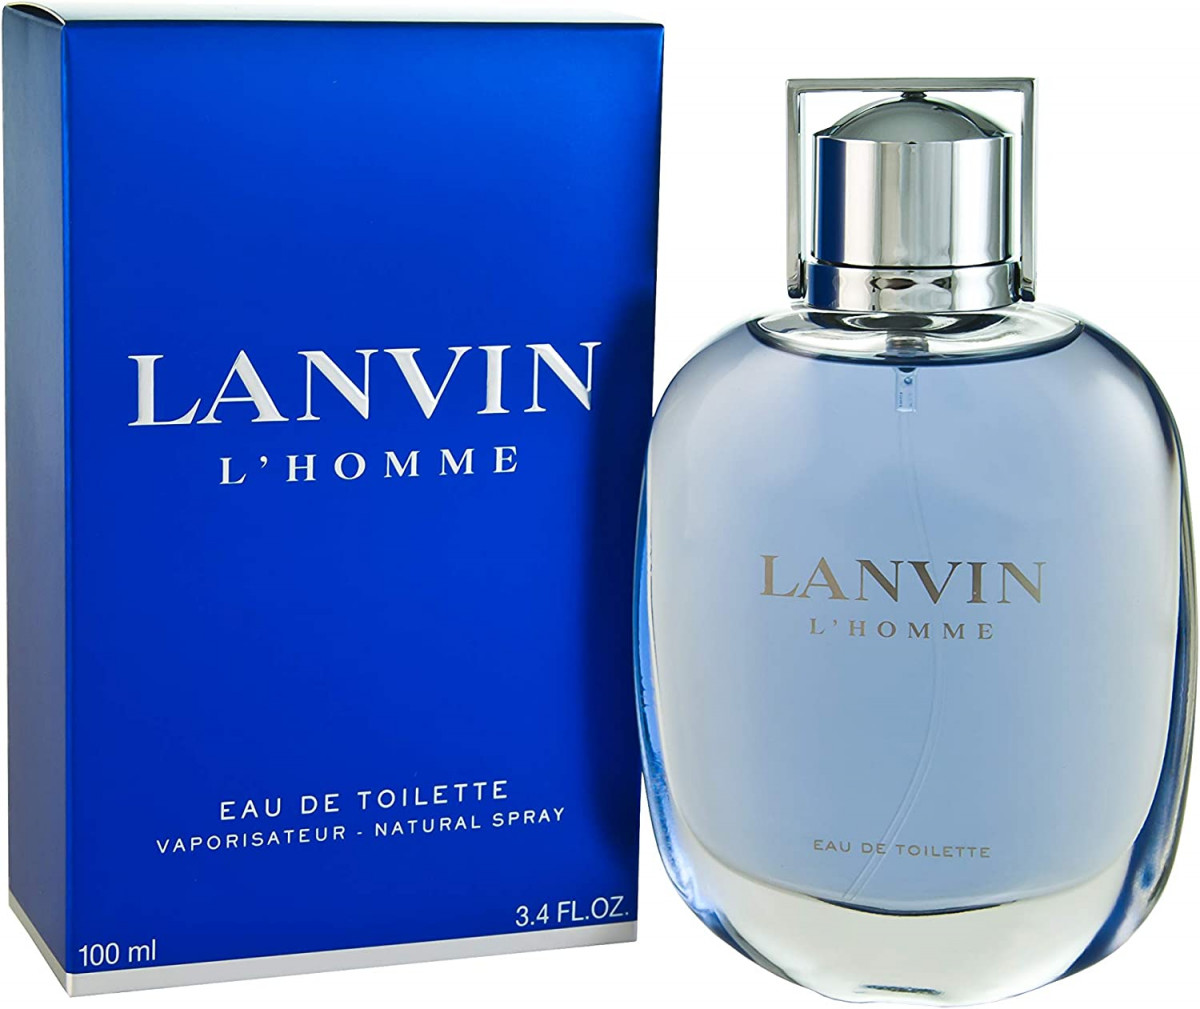 LANVIN
L'HOMME
EAU DE TOILETTE
VAPORISATEUR - NATURAL SPRAY
100 ml
3.4 FL.OZ.
LANVIN
L'HOMME
EAU DE TOILETTE